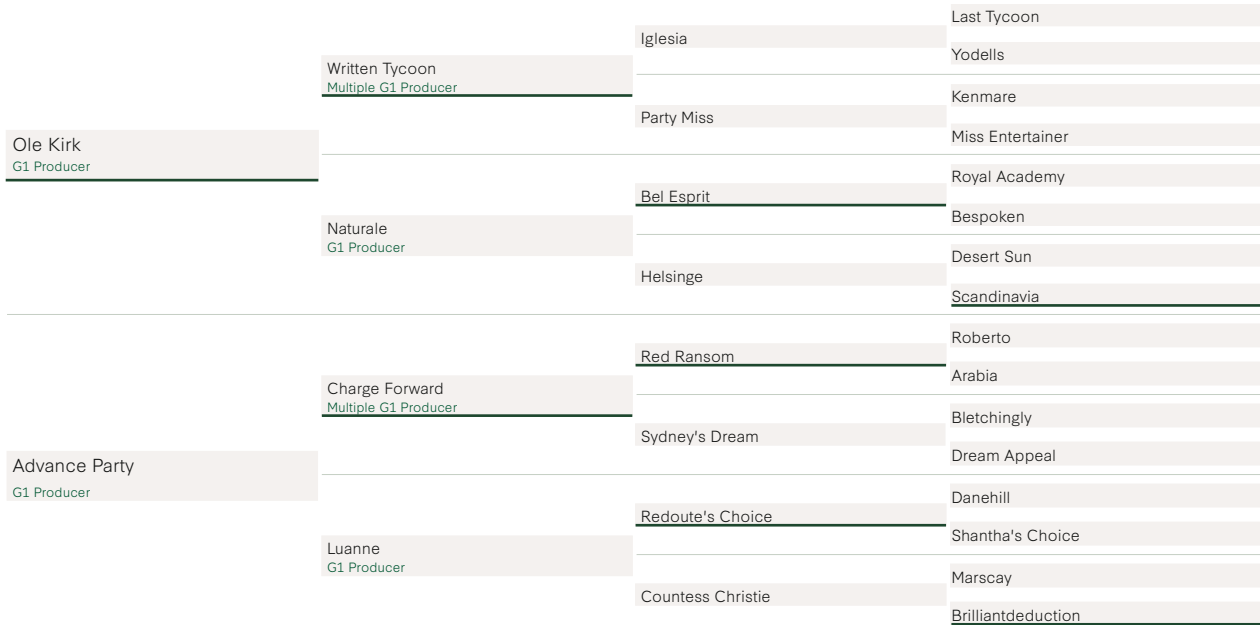 Ole Kirk
G1 Producer
Advance Party
G1 Producer
Written Tycoon
Multiple G1 Producer
Naturale
G1 Producer
Charge Forward
Multiple G1 Producer
Luanne
G1 Producer
Iglesia
Party Miss
Bel Esprit
Helsinge
Red Ransom
Sydney's Dream
Redoute's Choice
Countess Christie
Last Tycoon
Yodells
Kenmare
Miss Entertainer
Royal Academy
Bespoken
Desert Sun
Scandinavia
Roberto
Arabia
Bletchingly
Dream Appeal
Danehill
Shantha's Choice
Marscay
Brilliantdeduction